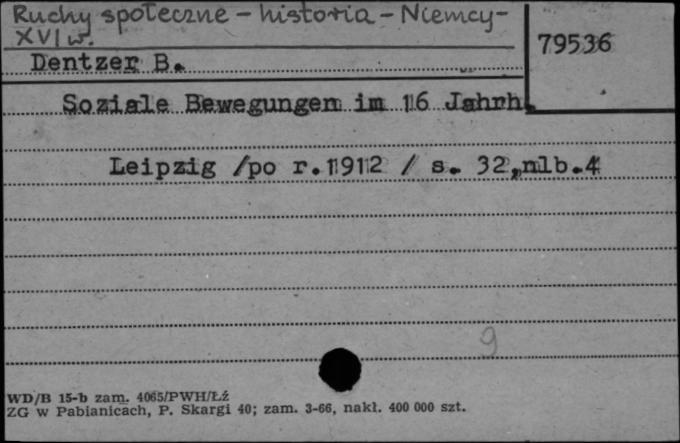 Ruchy społeczne - historia - Niemcy -
XVI w.
79536
Dentzer B.
Soziale Bewegungen im 16 Jahrh.
Leipzig /po r.1912 / s. 32,nlb.4
9
WD/B 15-b zam. 4065/PWH/Łź
ZG w Pabianicach, P. Skargi 40; zam. 3-66, nakł. 400 000 szt.